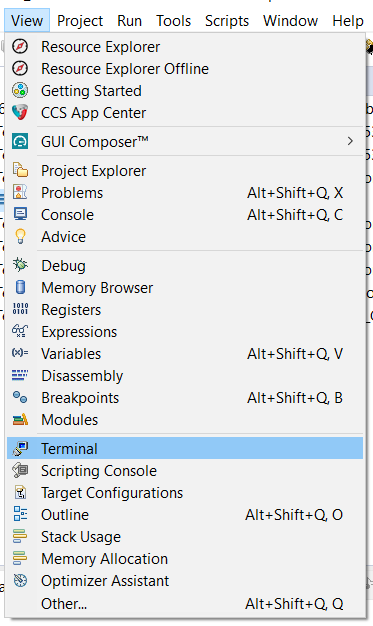 View Project Run Tools Scripts Window Help
Resource Explorer
Resource Explorer Offline
Getting Started
CCS App Center
GUI Composer™
Project Explorer
Problems Alt+Shift+Q, X
Console Alt+Shift+Q, C
Advice
Debug
Memory Browser
Registers
Expressions
Variables Alt+Shift+Q, V
Disassembly
Breakpoints Alt+Shift+Q, B
Modules
Terminal
Scripting Console
Target Configurations
Outline Alt+Shift+Q, O
Stack Usage
Memory Allocation
Optimizer Assistant
Other... Alt+Shift+Q, Q